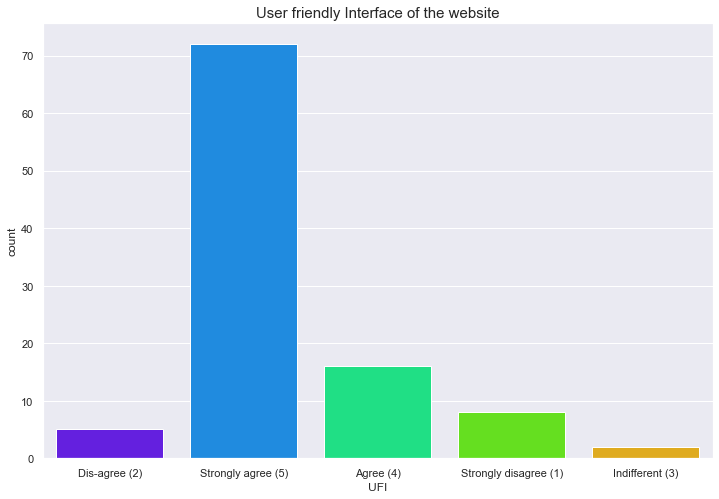 User friendly Interface of the website
count
70
60
50
40
30
20
10
0
Dis-agree (2)
Strongly agree (5)
Agree (4)
Strongly disagree (1)
Indifferent (3)
UFI